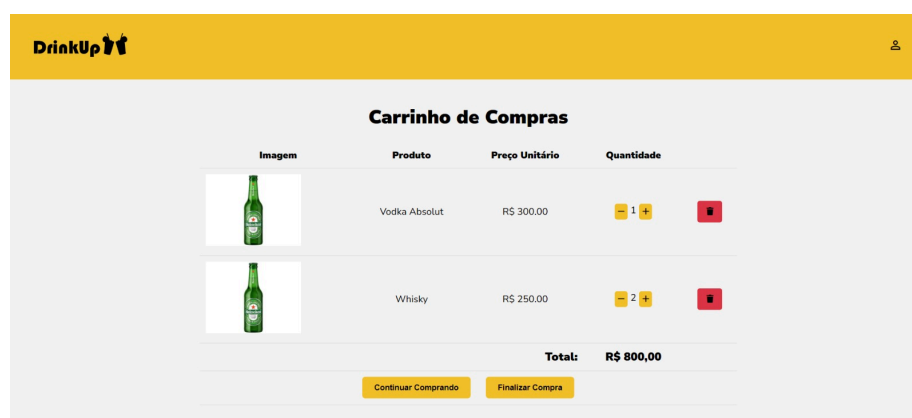 DrinkUp
Carrinho de Compras
Imagem Produto Preço Unitário Quantidade
Vodka Absolut R$ 300.00 − 1 +
Whisky R$ 250.00 − 2 +
Total: R$ 800,00
Continuar Comprando Finalizar Compra